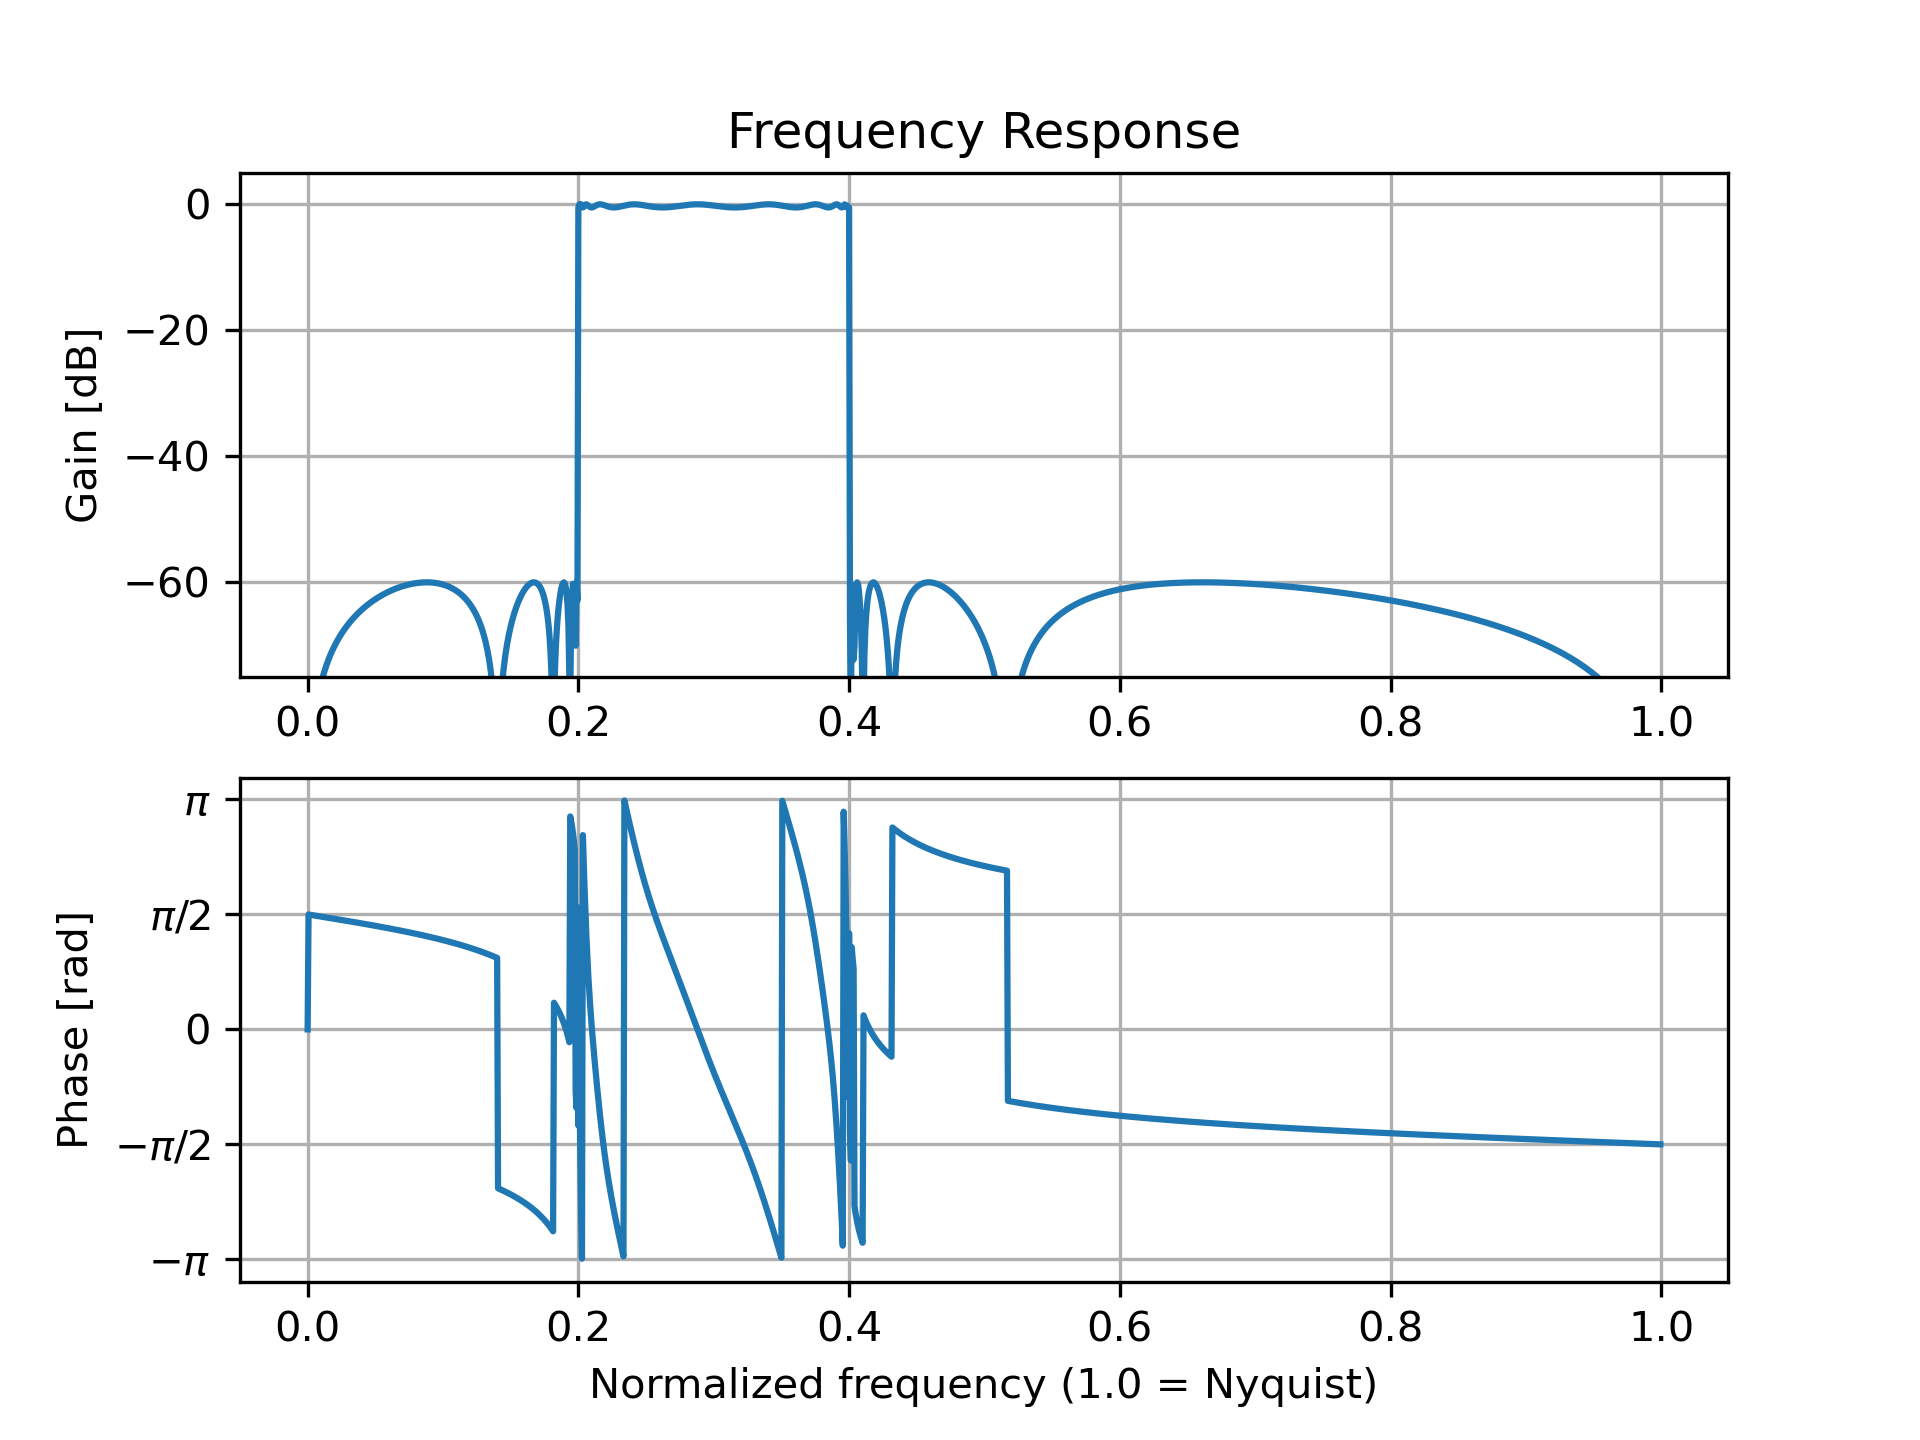 Frequency Response
Gain [dB]
0
−20
−40
−60
0.0 0.2 0.4 0.6 0.8 1.0
Phase [rad]
π
π/2
0
−π/2
−π
0.0 0.2 0.4 0.6 0.8 1.0
Normalized frequency (1.0 = Nyquist)